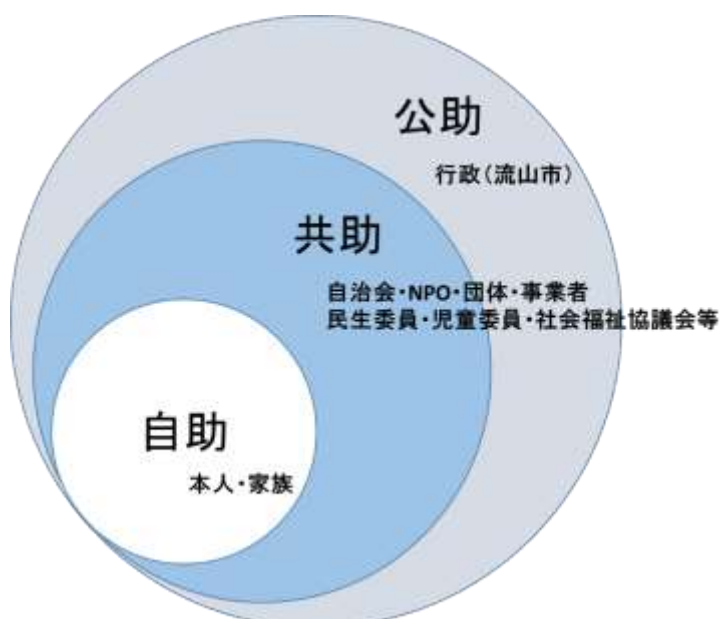 公助
行政(流山市)
共助
自治会・NPO・団体・事業者
民生委員・児童委員・社会福祉協議会等
自助
本人・家族